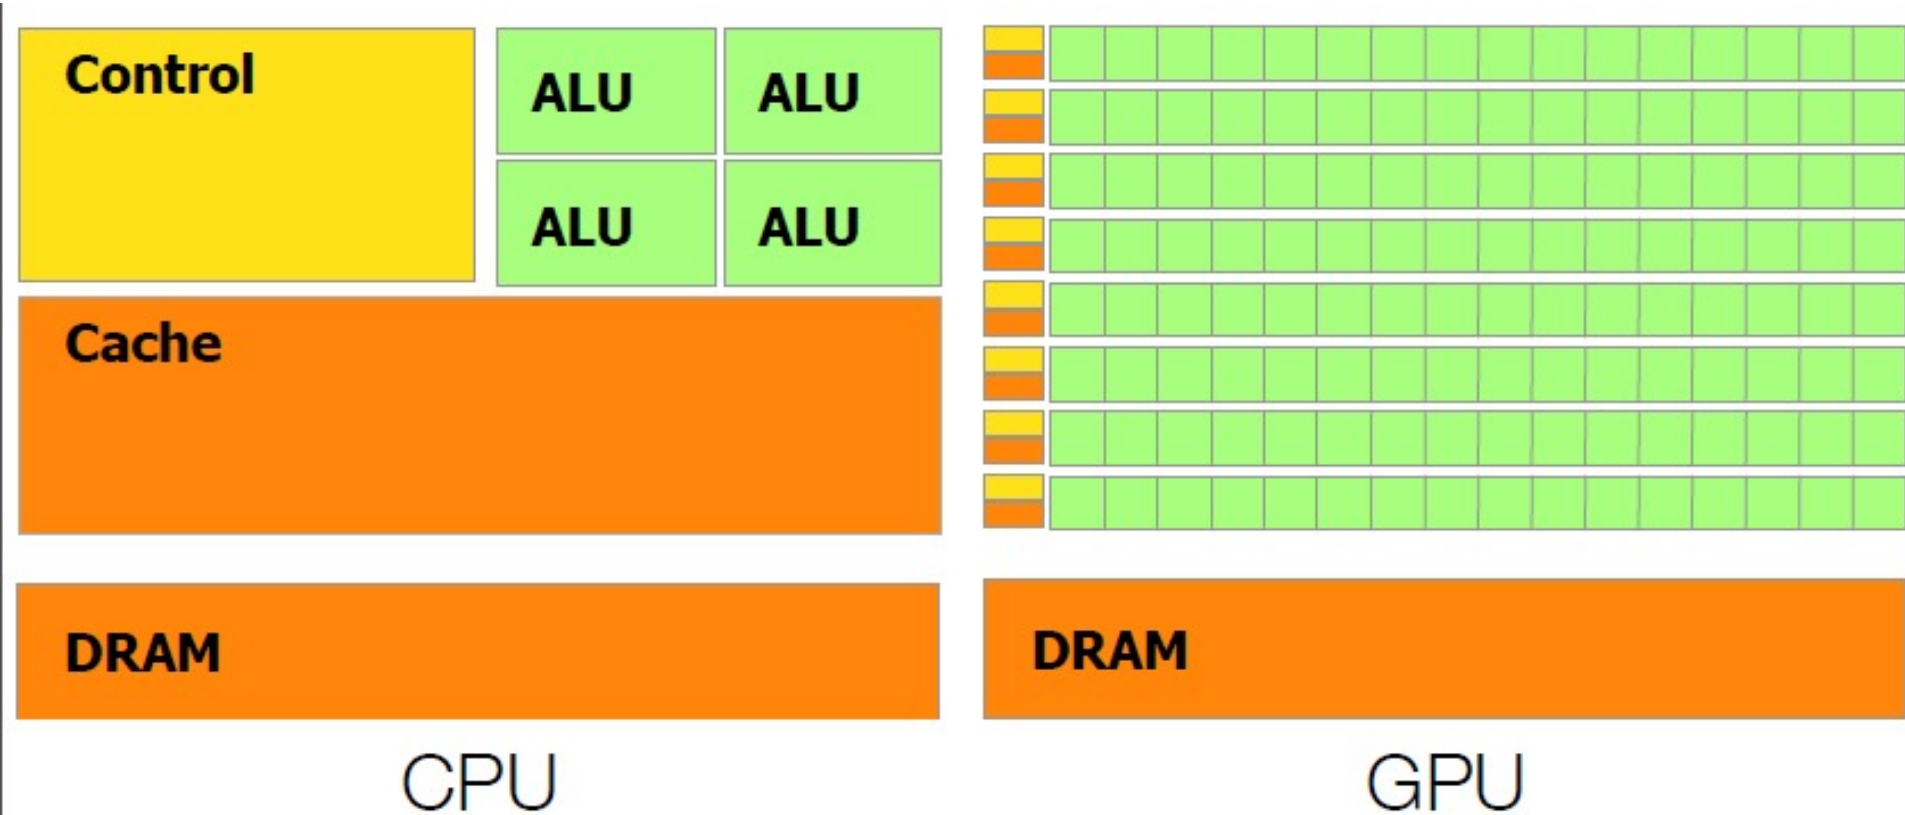 Control
ALU ALU
ALU ALU
Cache
DRAM
CPU
DRAM
GPU